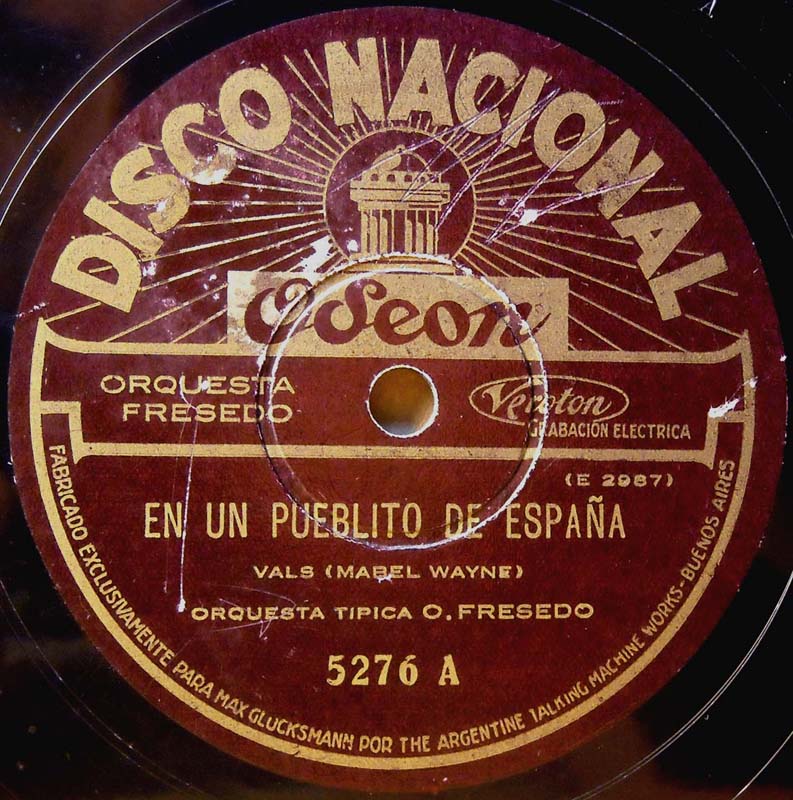 DISCO NACIONAL
Odeon
ORQUESTA
FRESEDO
Veroton
GRABACIÓN ELECTRICA
(E 2987)
EN UN PUEBLITO DE ESPAÑA
VALS (MABEL WAYNE)
ORQUESTA TIPICA O. FRESEDO
5276 A
FABRICADO EXCLUSIVAMENTE PARA MAX GLUCKSMANN POR THE ARGENTINE TALKING MACHINE WORKS-BUENOS AIRES